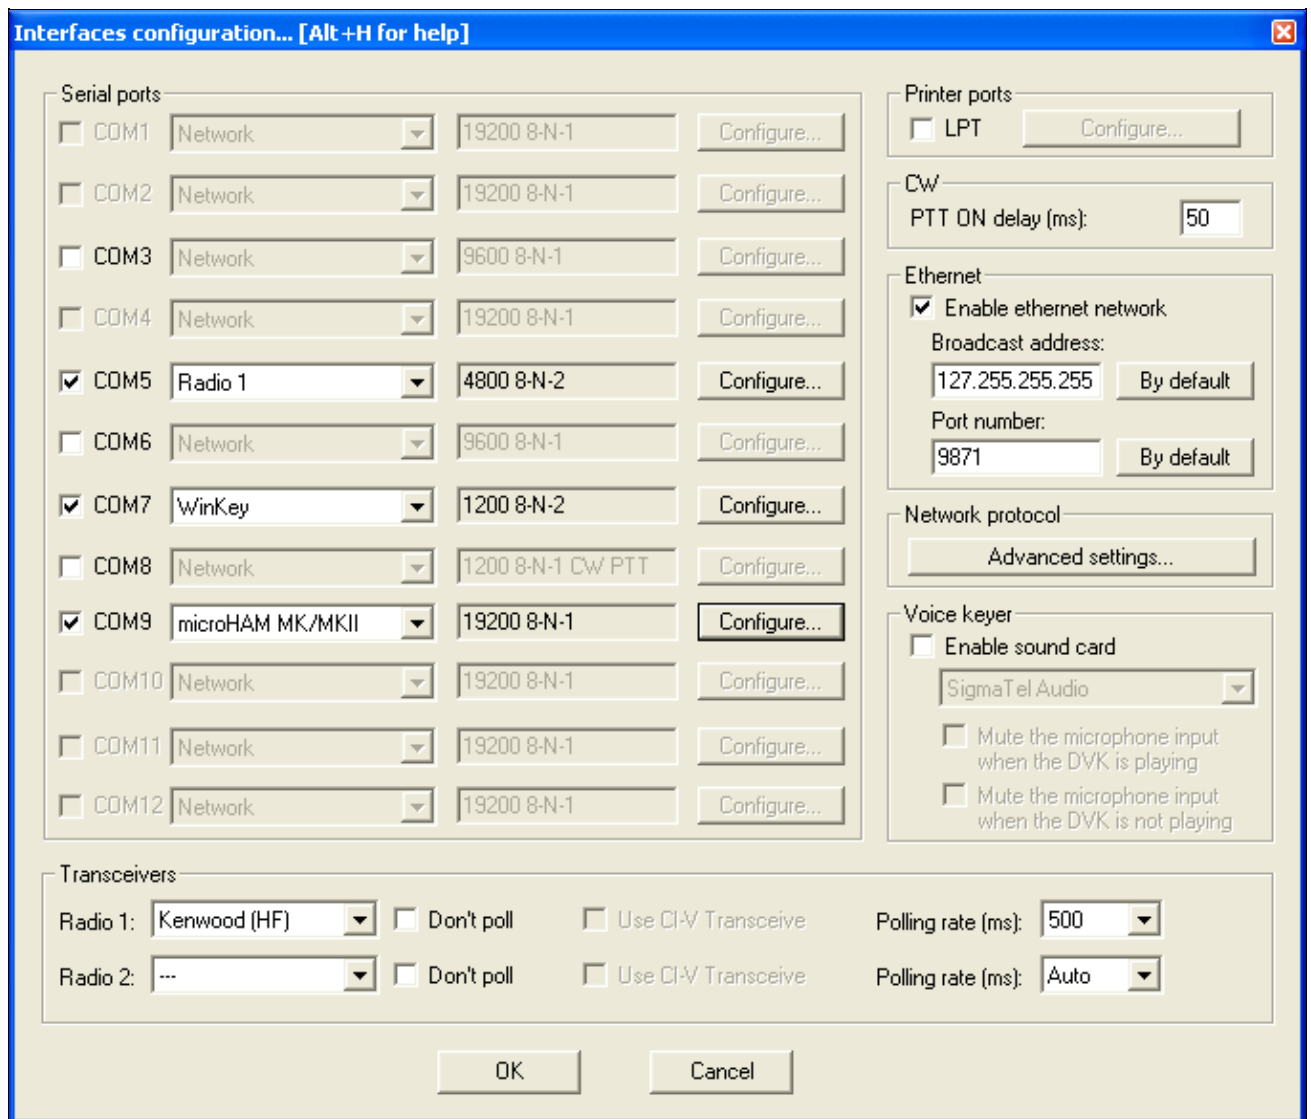 Interfaces configuration... [Alt+H for help]
Serial ports
COM1 Network 19200 8-N-1 Configure...
COM2 Network 19200 8-N-1 Configure...
COM3 Network 9600 8-N-1 Configure...
COM4 Network 19200 8-N-1 Configure...
COM5 Radio 1 4800 8-N-2 Configure...
COM6 Network 9600 8-N-1 Configure...
COM7 WinKey 1200 8-N-2 Configure...
COM8 Network 1200 8-N-1 CW PTT Configure...
COM9 microHAM MK/MKII 19200 8-N-1 Configure...
COM10 Network 19200 8-N-1 Configure...
COM11 Network 19200 8-N-1 Configure...
COM12 Network 19200 8-N-1 Configure...
Printer ports
LPT Configure...
CW
PTT ON delay (ms): 50
Ethernet
Enable ethernet network
Broadcast address:
127.255.255.255 By default
Port number:
9871 By default
Network protocol
Advanced settings...
Voice keyer
Enable sound card
SigmaTel Audio
Mute the microphone input
when the DVK is playing
Mute the microphone input
when the DVK is not playing
Transceivers
Radio 1: Kenwood (HF) Don't poll Use CI-V Transceive Polling rate (ms): 500
Radio 2: --- Don't poll Use CI-V Transceive Polling rate (ms): Auto
OK Cancel